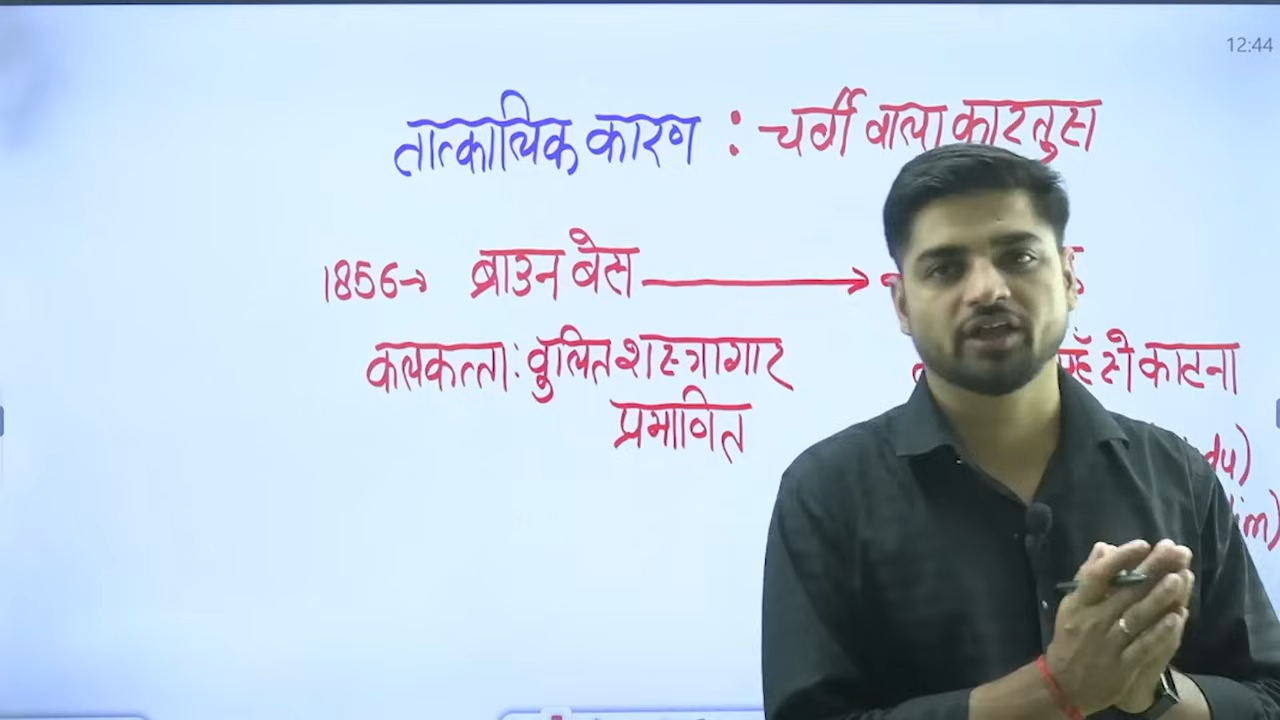 12:44
तात्कालिक कारण : चर्वी वाला कारतुस
1856→ ब्राउन बेस →
कलकत्ता: वुलित शस्त्रागार से काटना
प्रमाणित